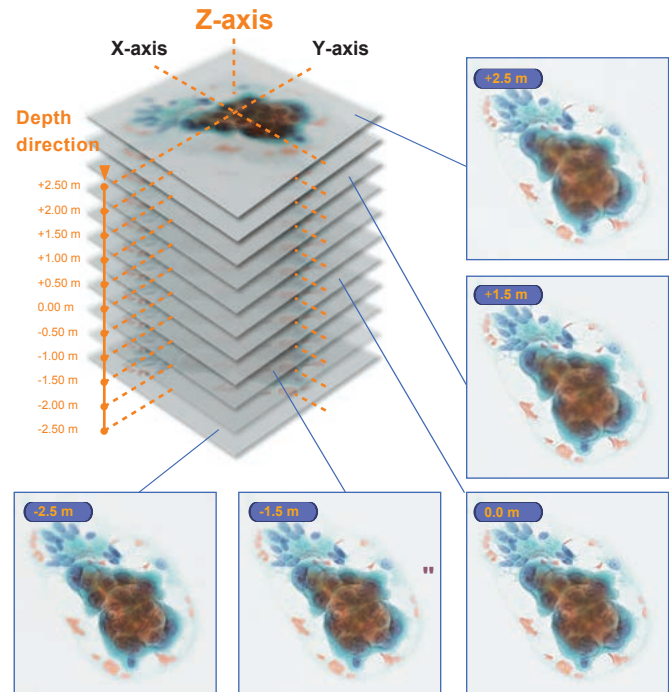 Z-axis
X-axis
Y-axis
Depth
direction
+2.50 m
+2.00 m
+1.50 m
+1.00 m
+0.50 m
0.00 m
-0.50 m
-1.00 m
-1.50 m
-2.00 m
-2.50 m
+2.5 m
+1.5 m
-2.5 m
-1.5 m
"
0.0 m